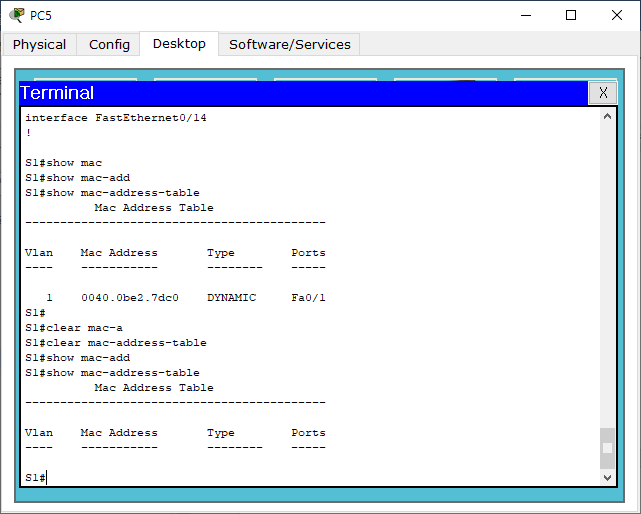 PC5
Physical Config Desktop Software/Services
Terminal X
interface FastEthernet0/14
!
S1#show mac
S1#show mac-add
S1#show mac-address-table
Mac Address Table
-------------------------------------------
Vlan Mac Address Type Ports
---- ----------- -------- -----
1 0040.0be2.7dc0 DYNAMIC Fa0/1
S1#
S1#clear mac-a
S1#clear mac-address-table
S1#show mac-add
S1#show mac-address-table
Mac Address Table
-------------------------------------------
Vlan Mac Address Type Ports
---- ----------- -------- -----
S1#